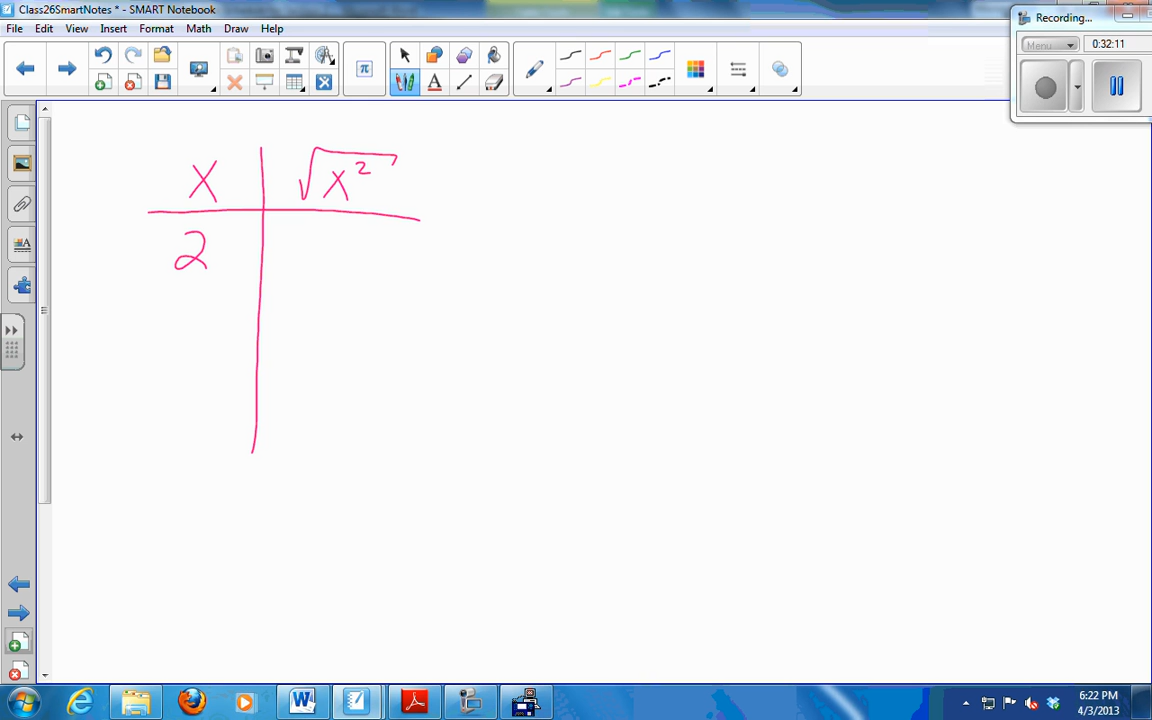 Class26SmartNotes * - SMART Notebook
Recording...
File Edit View Insert Format Math Draw Help
Menu
0:32:11
π
A
x √x²
2
W
6:22 PM
4/3/2013